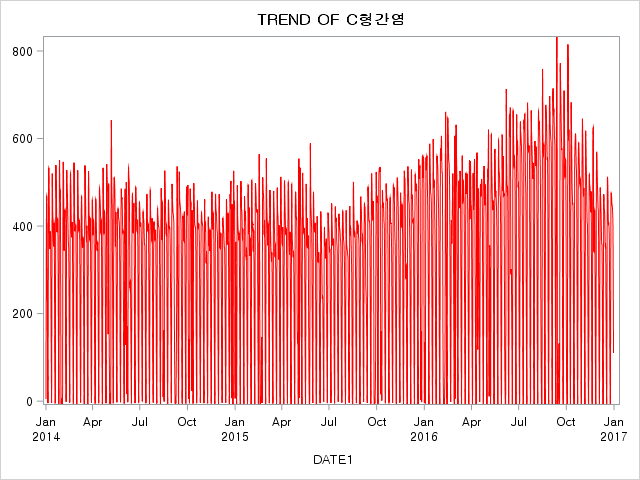 TREND OF C형간염
800
600
400
200
0
Jan Apr Jul Oct Jan Apr Jul Oct Jan Apr Jul Oct Jan
2014 2015 2016 2017
DATE1